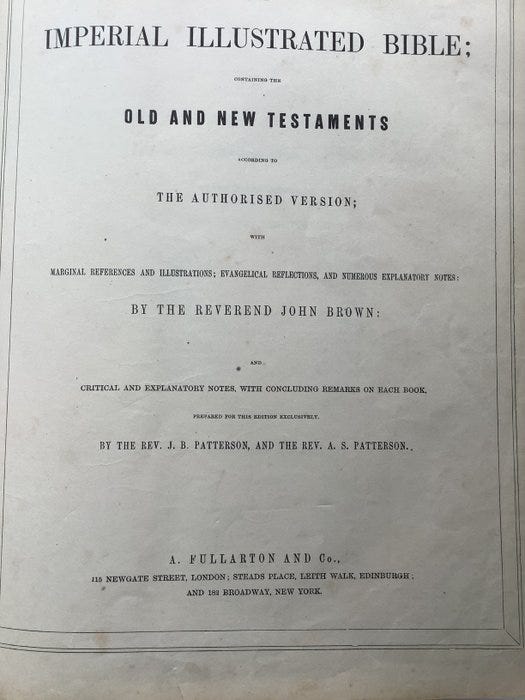 IMPERIAL ILLUSTRATED BIBLE;
CONTAINING THE
OLD AND NEW TESTAMENTS
ACCORDING TO
THE AUTHORISED VERSION;
WITH
MARGINAL REFERENCES AND ILLUSTRATIONS; EVANGELICAL REFLECTIONS, AND NUMEROUS EXPLANATORY NOTES:
BY THE REVEREND JOHN BROWN:
AND
CRITICAL AND EXPLANATORY NOTES, WITH CONCLUDING REMARKS ON EACH BOOK,
PREPARED FOR THIS EDITION EXCLUSIVELY.
BY THE REV. J. B. PATTERSON, AND THE REV. A. S. PATTERSON.
A. FULLARTON AND Co.,
115 NEWGATE STREET, LONDON; STEADS PLACE, LEITH WALK, EDINBURGH;
AND 182 BROADWAY, NEW YORK.